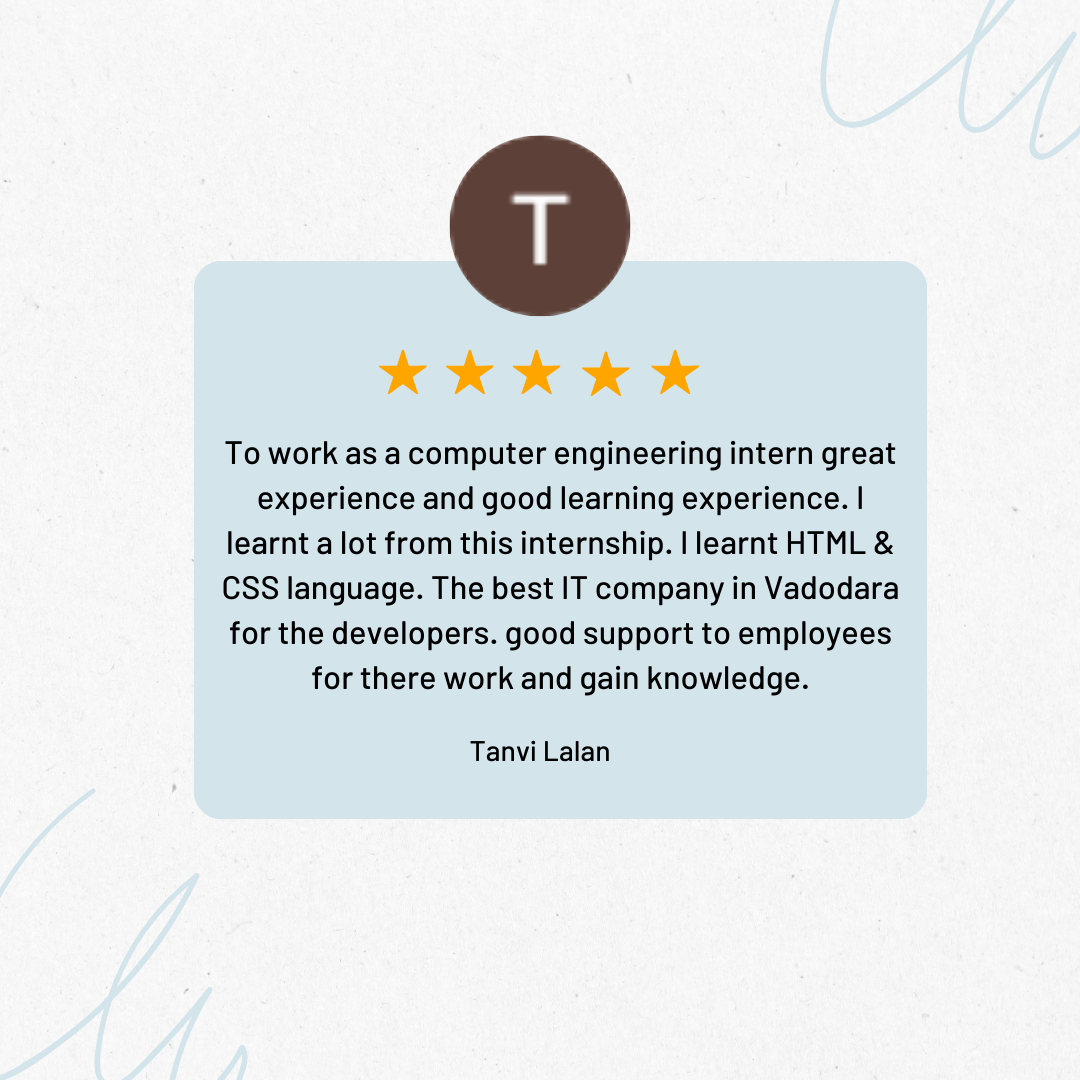 T
To work as a computer engineering intern great
experience and good learning experience. I
learnt a lot from this internship. I learnt HTML &
CSS language. The best IT company in Vadodara
for the developers. good support to employees
for there work and gain knowledge.
Tanvi Lalan